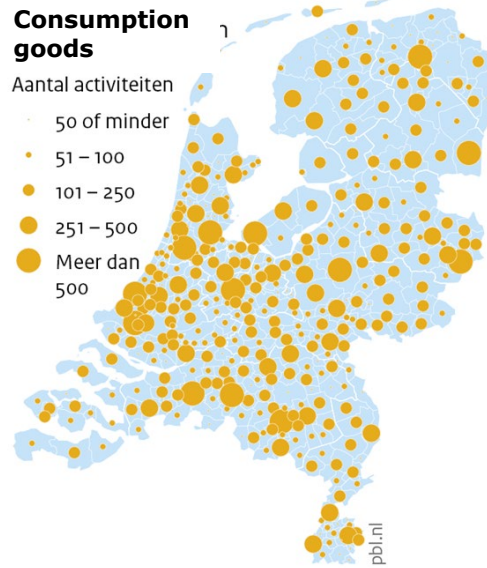 Consumption
goods
Aantal activiteiten
50 of minder
51 – 100
101 – 250
251 – 500
Meer dan
500
pbl.nl